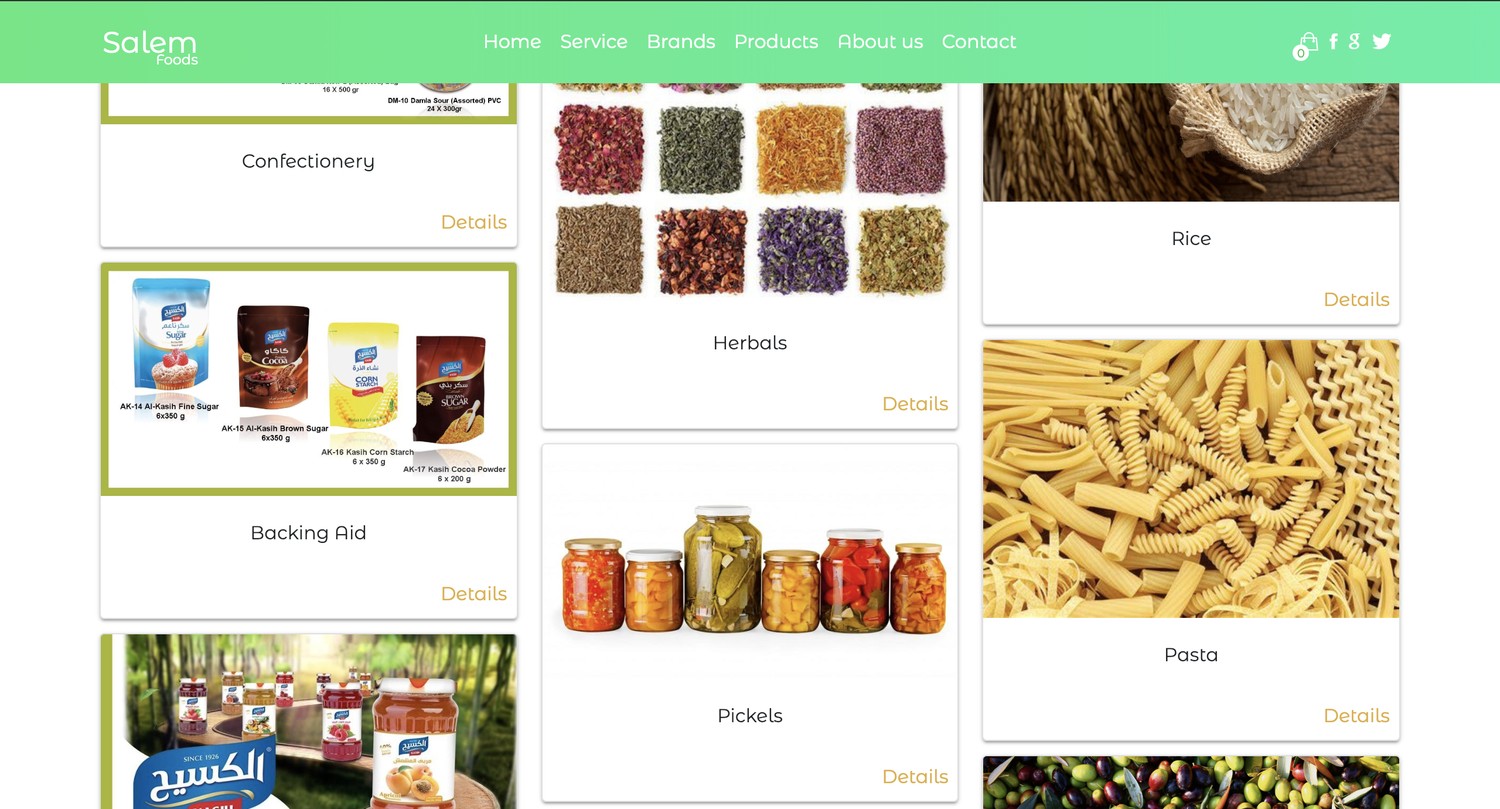 Salem
Foods
Home
Service
Brands
Products
About us
Contact
0
16 X 500 gr
DM-10 Damla Sour (Assorted) PVC
24 X 300gr
Confectionery
Details
الكسيح
سكر ناعم
Sugar
الكسيح
كاكاو
Cocoa
الكسيح
نشاء الذرة
CORN
STARCH
الكسيح
سكر بني
BROWN
SUGAR
AK-14 Al-Kasih Fine Sugar
6x350 g
AK-15 Al-Kasih Brown Sugar
6x350 g
AK-16 Kasih Corn Starch
6 x 350 g
AK-17 Kasih Cocoa Powder
6 x 200 g
Backing Aid
Details
SINCE 1926
الكسيح
®
الكسيح
مربى المشمش
Herbals
Details
Pickels
Details
Rice
Details
Pasta
Details